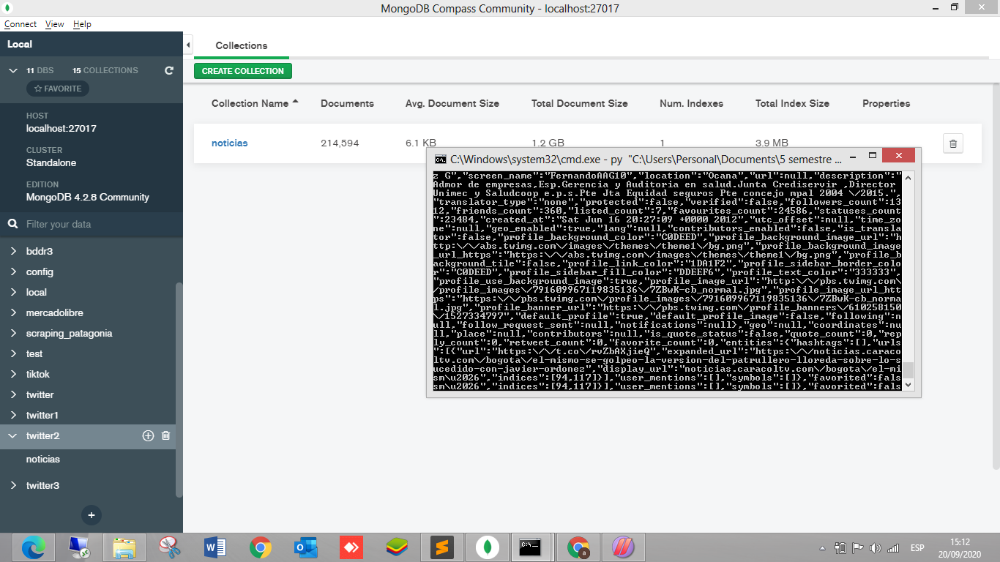 MongoDB Compass Community - localhost:27017
Connect View Help
Local
11 DBS 15 COLLECTIONS
FAVORITE
HOST
localhost:27017
CLUSTER
Standalone
EDITION
MongoDB 4.2.8 Community
Filter your data
bddr3
config
local
mercadolibre
scraping_patagonia
test
tiktok
twitter
twitter1
twitter2
noticias
twitter3
Collections
CREATE COLLECTION
Collection Name Documents Avg. Document Size Total Document Size Num. Indexes Total Index Size Properties
noticias 214,594 6.1 KB 1.2 GB 1 3.9 MB
C:\Windows\system32\cmd.exe - py "C:\Users\Personal\Documents\5 semestre ...
z G","screen_name":"FernandoAAG10","location":"Ocana","url":null,"description":"
Admor de empresas,Esp.Gerencia y Auditoria en salud.Junta Crediservir ,Director
Unimec y Saludcoop e.p.s.Pte Jta Equidad seguros Pte concejo mpal 2004 \/2015.",
"translator_type":"none","protected":false,"verified":false,"followers_count":13
12,"friends_count":360,"listed_count":7,"favourites_count":24586,"statuses_count
":23484,"created_at":"Sat Jun 16 20:27:09 +0000 2012","utc_offset":null,"time_zo
ne":null,"geo_enabled":true,"lang":null,"contributors_enabled":false,"is_transla
tor":false,"profile_background_color":"C0DEED","profile_background_image_url":"h
ttp:\/\/abs.twimg.com\/images\/themes\/theme1\/bg.png","profile_background_image
_url_https":"https:\/\/abs.twimg.com\/images\/themes\/theme1\/bg.png","profile_b
ackground_tile":false,"profile_link_color":"1DA1F2","profile_sidebar_border_colo
r":"C0DEED","profile_sidebar_fill_color":"DDEEF6","profile_text_color":"333333",
"profile_use_background_image":true,"profile_image_url":"http:\/\/pbs.twimg.com\
/profile_images\/791609967119835136\/7ZBwK-cb_normal.jpg","profile_image_url_htt
ps":"https:\/\/pbs.twimg.com\/profile_images\/791609967119835136\/7ZBwK-cb_norma
l.jpg","profile_banner_url":"https:\/\/pbs.twimg.com\/profile_banners\/610258150
\/1527334797","default_profile":true,"default_profile_image":false,"following":n
ull,"follow_request_sent":null,"notifications":null},"geo":null,"coordinates":nu
ll,"place":null,"contributors":null,"is_quote_status":false,"quote_count":0,"rep
ly_count":0,"retweet_count":0,"favorite_count":0,"entities":{"hashtags":[],"urls
":[{"url":"https:\/\/t.co\/rvZbAXjieQ","expanded_url":"https:\/\/noticias.caraco
ltv.com\/bogota\/el-mismo-se-golpeo-la-version-del-patrullero-lloreda-sobre-lo-s
ucedido-con-javier-ordonez","display_url":"noticias.caracoltv.com\/bogota\/el-mi
sm\u2026","indices":[94,117]}],"user_mentions":[],"symbols":[]},"favorited":fals
sm\u2026","indices":[94,117]}],"user_mentions":[],"symbols":[]},"favorited":fals
ESP
15:12
20/09/2020